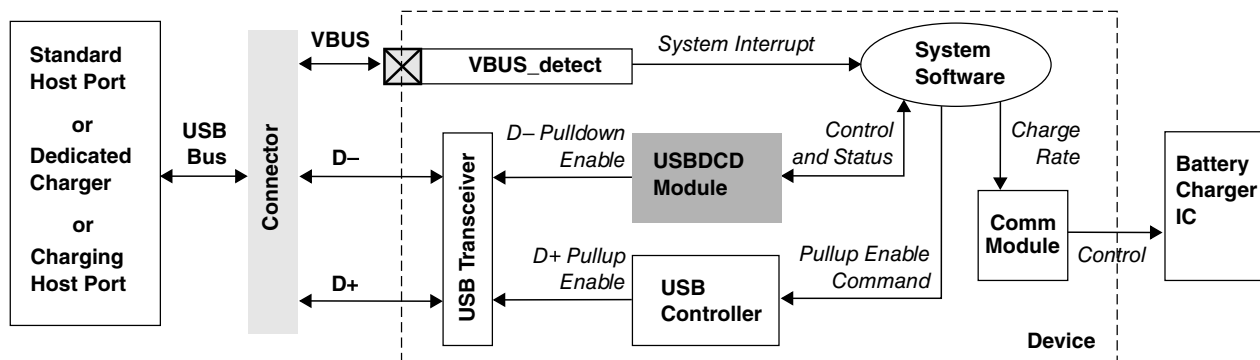 Standard
Host Port
or
Dedicated
Charger
or
Charging
Host Port
USB
Bus
Connector
VBUS
D–
D+
VBUS_detect
System Interrupt
System
Software
USB Transceiver
D– Pulldown
Enable
USBDCD
Module
Control
and Status
Charge
Rate
D+ Pullup
Enable
USB
Controller
Pullup Enable
Command
Comm
Module
Control
Battery
Charger
IC
Device